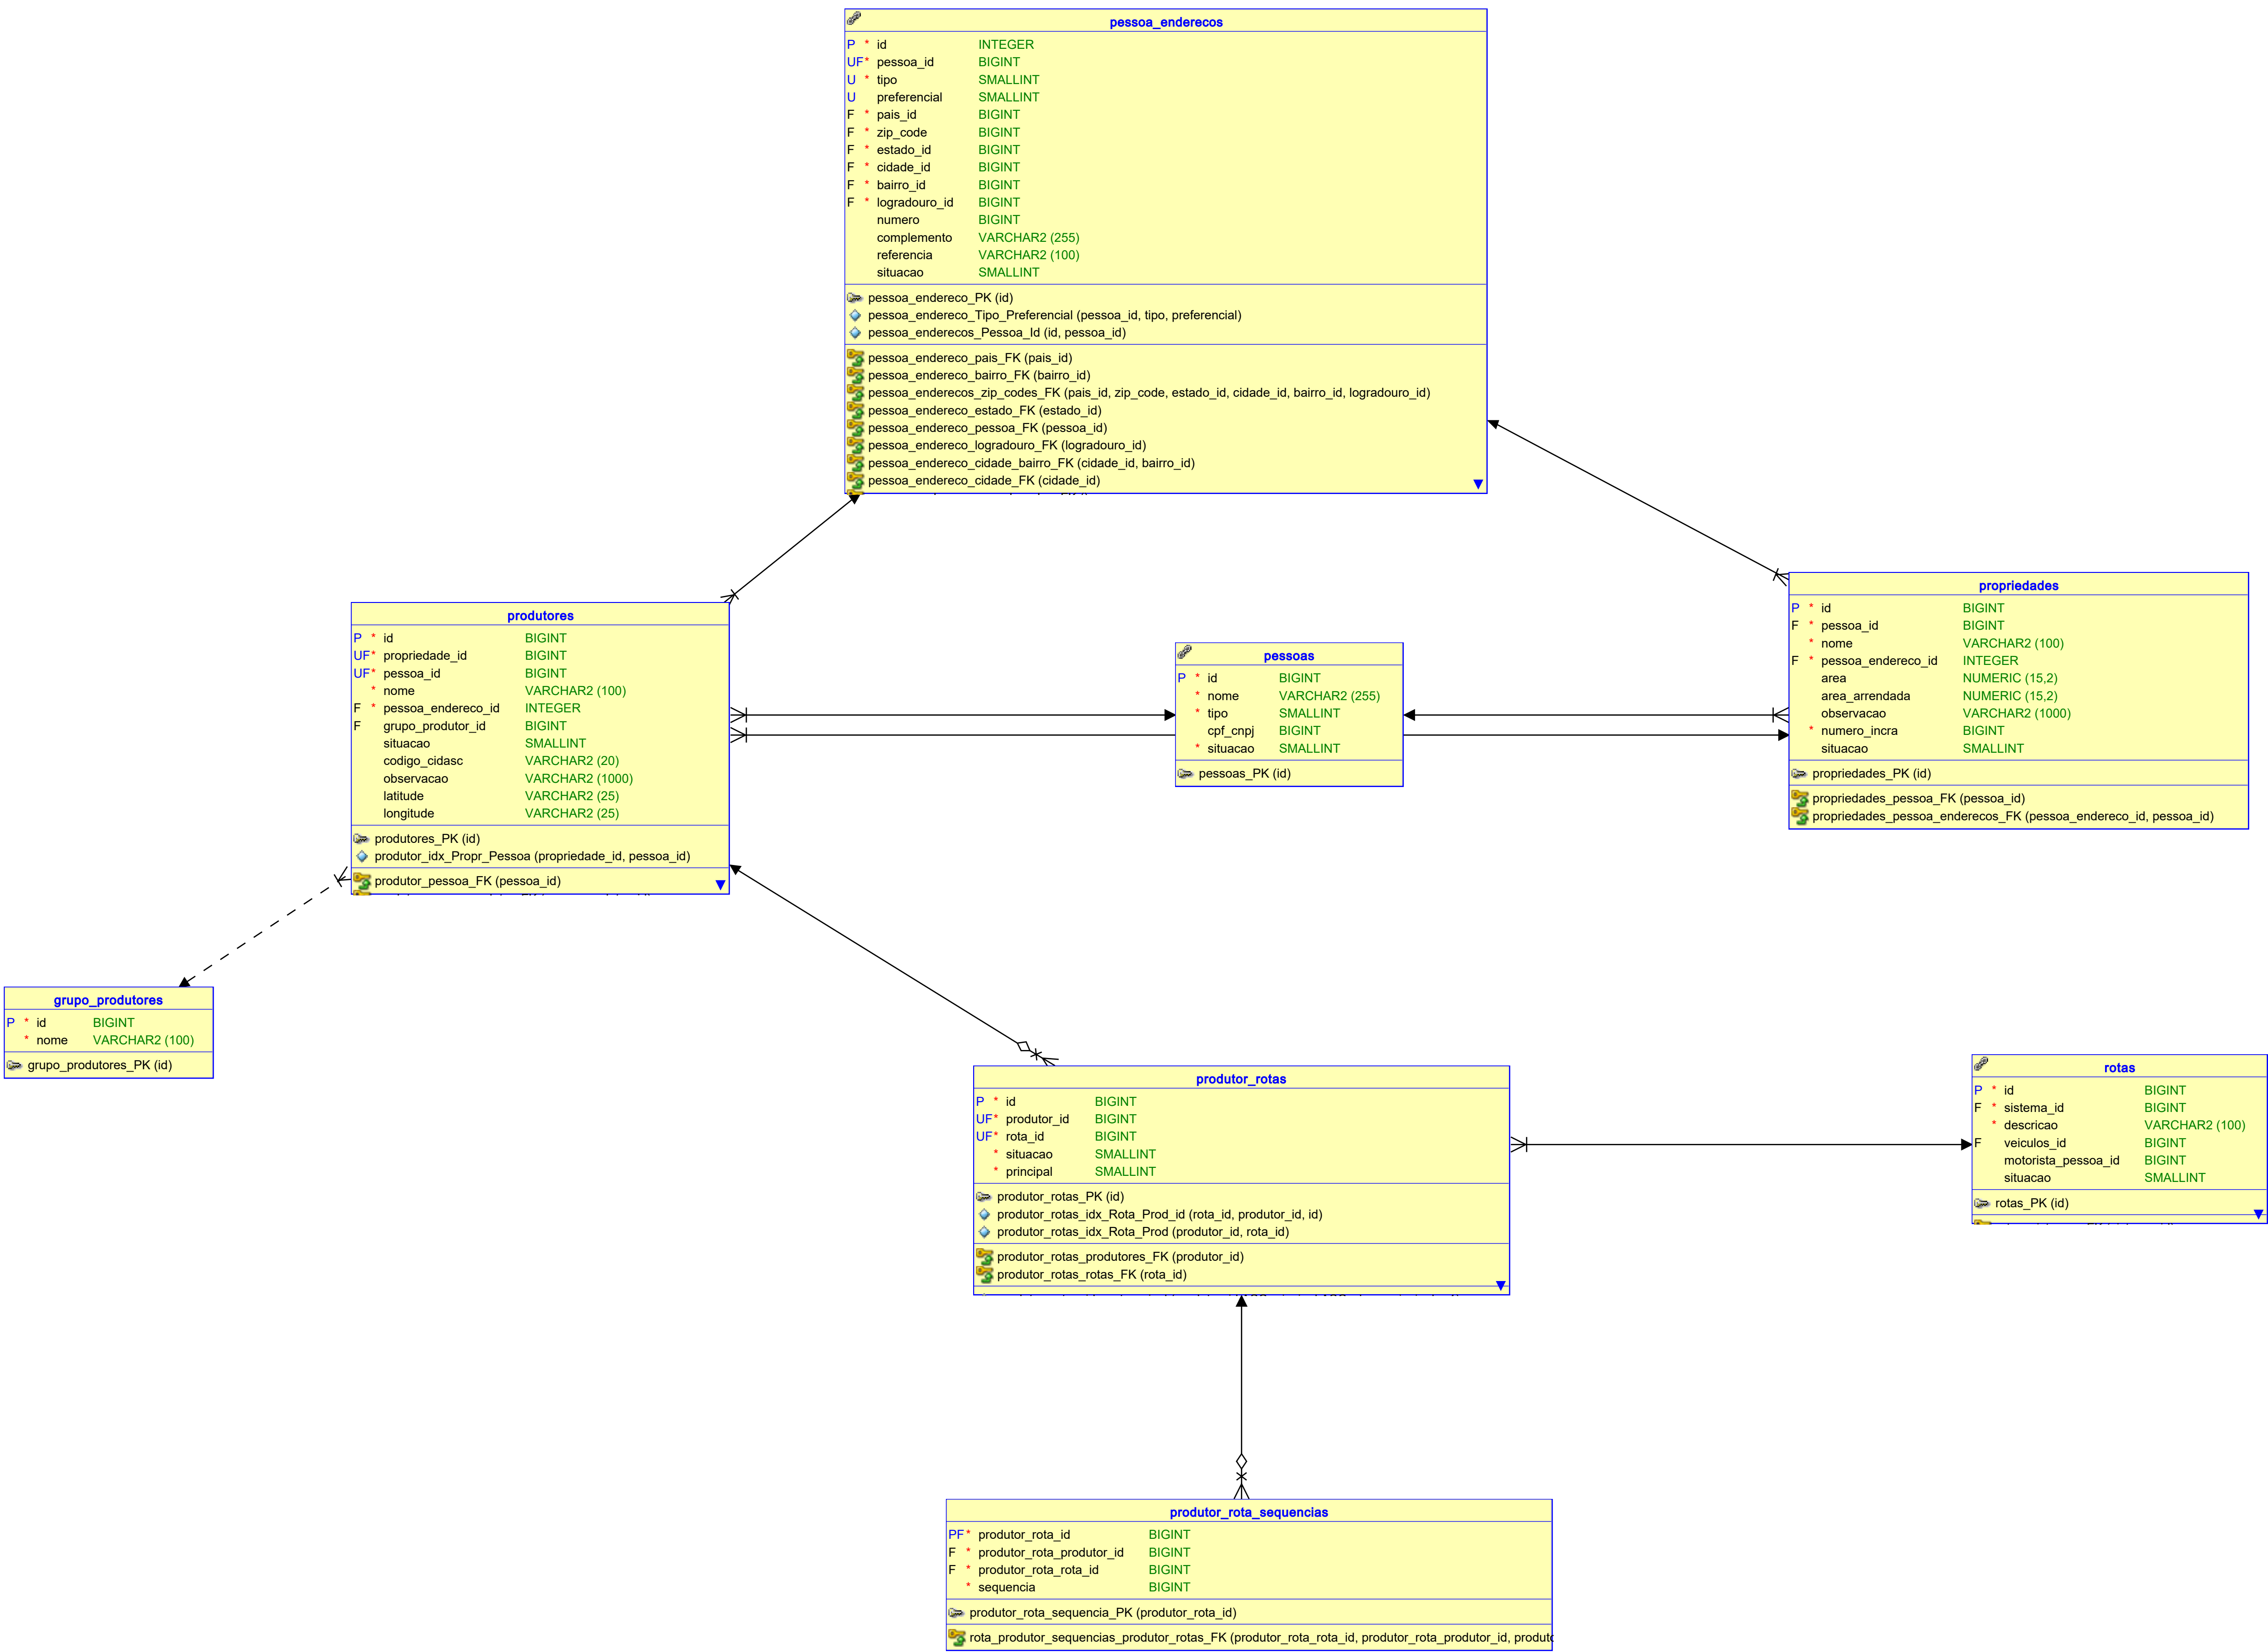 pessoa_enderecos
P * id INTEGER
UF* pessoa_id BIGINT
U * tipo SMALLINT
U preferencial SMALLINT
F * pais_id BIGINT
F * zip_code BIGINT
F * estado_id BIGINT
F * cidade_id BIGINT
F * bairro_id BIGINT
F * logradouro_id BIGINT
numero BIGINT
complemento VARCHAR2 (255)
referencia VARCHAR2 (100)
situacao SMALLINT
pessoa_endereco_PK (id)
pessoa_endereco_Tipo_Preferencial (pessoa_id, tipo, preferencial)
pessoa_enderecos_Pessoa_Id (id, pessoa_id)
pessoa_endereco_pais_FK (pais_id)
pessoa_endereco_bairro_FK (bairro_id)
pessoa_enderecos_zip_codes_FK (pais_id, zip_code, estado_id, cidade_id, bairro_id, logradouro_id)
pessoa_endereco_estado_FK (estado_id)
pessoa_endereco_pessoa_FK (pessoa_id)
pessoa_endereco_logradouro_FK (logradouro_id)
pessoa_endereco_cidade_bairro_FK (cidade_id, bairro_id)
pessoa_endereco_cidade_FK (cidade_id)
produtores
P * id BIGINT
UF* propriedade_id BIGINT
UF* pessoa_id BIGINT
* nome VARCHAR2 (100)
F * pessoa_endereco_id INTEGER
F grupo_produtor_id BIGINT
situacao SMALLINT
codigo_cidasc VARCHAR2 (20)
observacao VARCHAR2 (1000)
latitude VARCHAR2 (25)
longitude VARCHAR2 (25)
produtores_PK (id)
produtor_idx_Propr_Pessoa (propriedade_id, pessoa_id)
produtor_pessoa_FK (pessoa_id)
pessoas
P * id BIGINT
* nome VARCHAR2 (255)
* tipo SMALLINT
cpf_cnpj BIGINT
* situacao SMALLINT
pessoas_PK (id)
propriedades
P * id BIGINT
F * pessoa_id BIGINT
* nome VARCHAR2 (100)
F * pessoa_endereco_id INTEGER
area NUMERIC (15,2)
area_arrendada NUMERIC (15,2)
observacao VARCHAR2 (1000)
* numero_incra BIGINT
situacao SMALLINT
propriedades_PK (id)
propriedades_pessoa_FK (pessoa_id)
propriedades_pessoa_enderecos_FK (pessoa_endereco_id, pessoa_id)
grupo_produtores
P * id BIGINT
* nome VARCHAR2 (100)
grupo_produtores_PK (id)
produtor_rotas
P * id BIGINT
UF* produtor_id BIGINT
UF* rota_id BIGINT
* situacao SMALLINT
* principal SMALLINT
produtor_rotas_PK (id)
produtor_rotas_idx_Rota_Prod_id (rota_id, produtor_id, id)
produtor_rotas_idx_Rota_Prod (produtor_id, rota_id)
produtor_rotas_produtores_FK (produtor_id)
produtor_rotas_rotas_FK (rota_id)
rotas
P * id BIGINT
F * sistema_id BIGINT
* descricao VARCHAR2 (100)
F veiculos_id BIGINT
motorista_pessoa_id BIGINT
situacao SMALLINT
rotas_PK (id)
produtor_rota_sequencias
PF* produtor_rota_id BIGINT
F * produtor_rota_produtor_id BIGINT
F * produtor_rota_rota_id BIGINT
* sequencia BIGINT
produtor_rota_sequencia_PK (produtor_rota_id)
rota_produtor_sequencias_produtor_rotas_FK (produtor_rota_rota_id, produtor_rota_produtor_id,